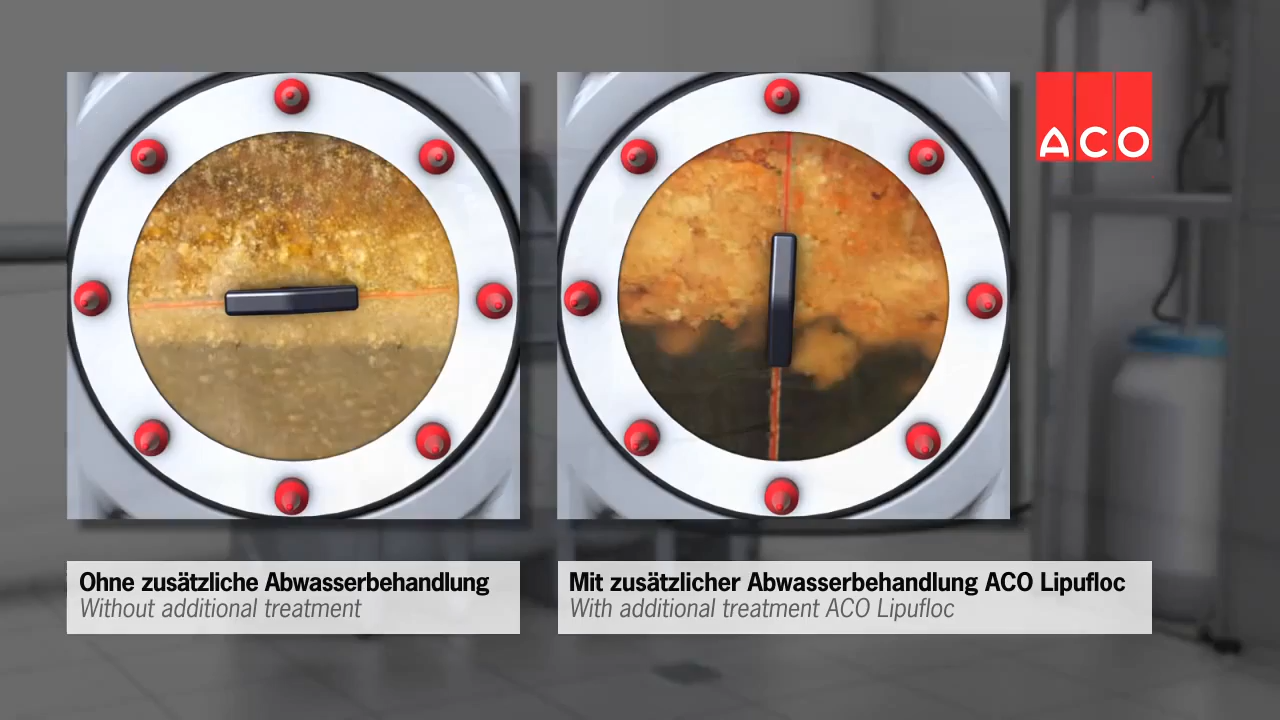 ACO
Ohne zusätzliche Abwasserbehandlung
Without additional treatment
Mit zusätzlicher Abwasserbehandlung ACO Lipufloc
With additional treatment ACO Lipufloc